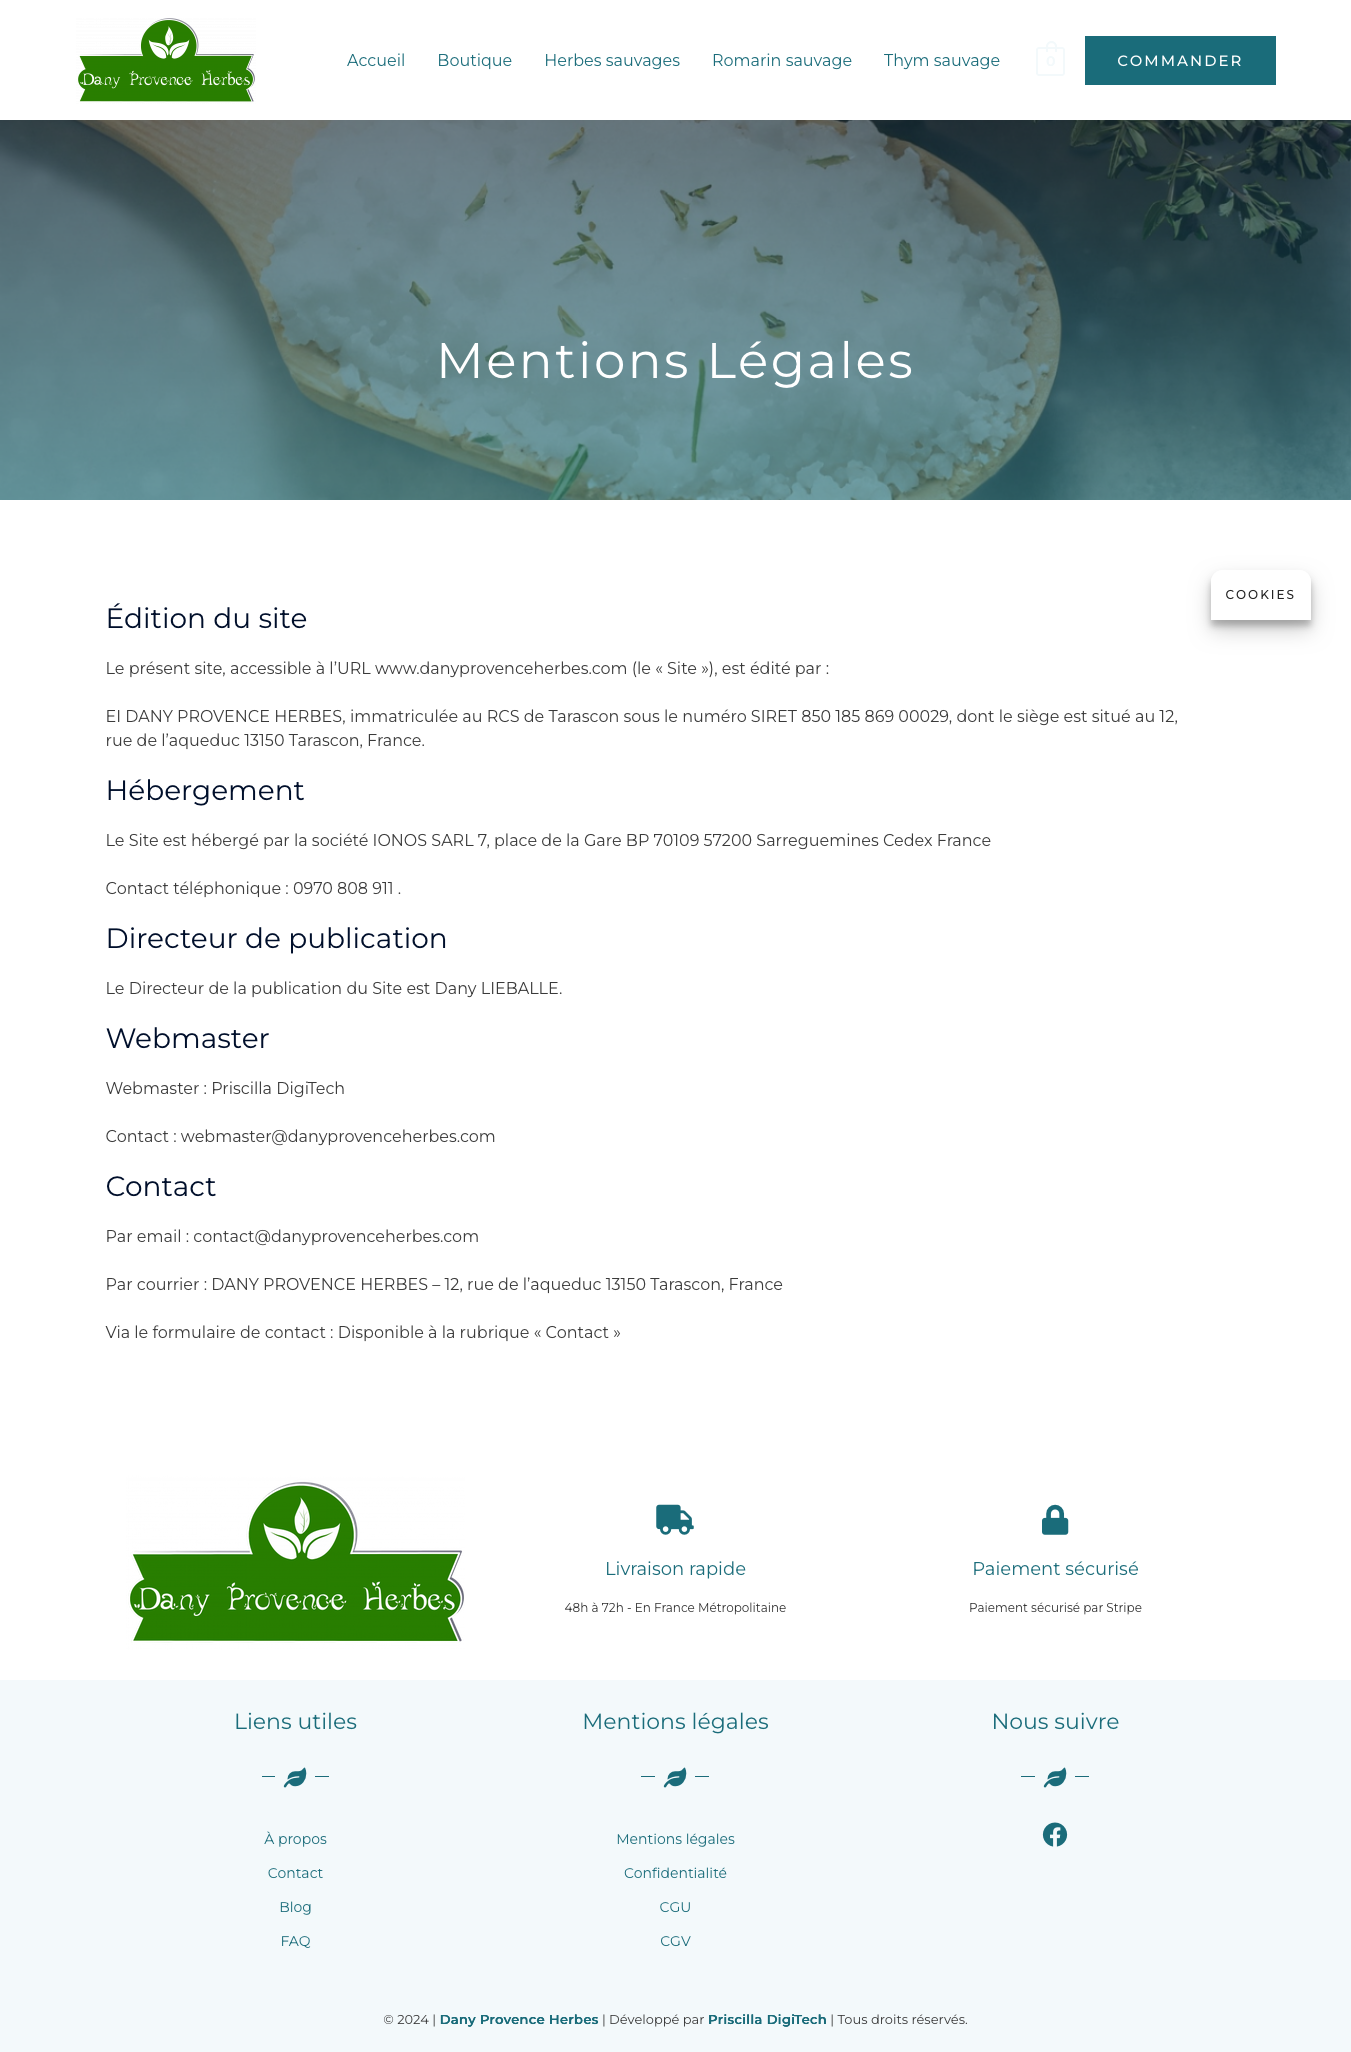 Dany Provence Herbes
Accueil
Boutique
Herbes sauvages
Romarin sauvage
Thym sauvage
0
COMMANDER
Mentions Légales
COOKIES
Édition du site
Le présent site, accessible à l’URL www.danyprovenceherbes.com (le « Site »), est édité par :
EI DANY PROVENCE HERBES, immatriculée au RCS de Tarascon sous le numéro SIRET 850 185 869 00029, dont le siège est situé au 12,
rue de l’aqueduc 13150 Tarascon, France.
Hébergement
Le Site est hébergé par la société IONOS SARL 7, place de la Gare BP 70109 57200 Sarreguemines Cedex France
Contact téléphonique : 0970 808 911 .
Directeur de publication
Le Directeur de la publication du Site est Dany LIEBALLE.
Webmaster
Webmaster : Priscilla DigiTech
Contact : webmaster@danyprovenceherbes.com
Contact
Par email : contact@danyprovenceherbes.com
Par courrier : DANY PROVENCE HERBES – 12, rue de l’aqueduc 13150 Tarascon, France
Via le formulaire de contact : Disponible à la rubrique « Contact »
Dany Provence Herbes
Livraison rapide
48h à 72h - En France Métropolitaine
Paiement sécurisé
Paiement sécurisé par Stripe
Liens utiles
À propos
Contact
Blog
FAQ
Mentions légales
Mentions légales
Confidentialité
CGU
CGV
Nous suivre
© 2024 | Dany Provence Herbes | Développé par Priscilla DigiTech | Tous droits réservés.